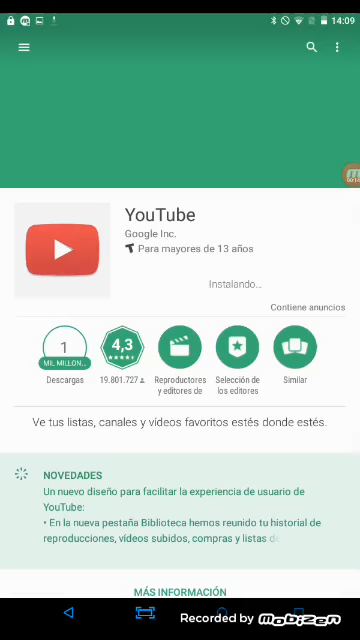 14:09
YouTube
Google Inc.
Para mayores de 13 años
Instalando...
Contiene anuncios
1
MIL MILLON...
4,3
Descargas
19.801.727
Reproductores
y editores de
Selección de
los editores
Similar
Ve tus listas, canales y vídeos favoritos estés donde estés.
NOVEDADES
Un nuevo diseño para facilitar la experiencia de usuario de
YouTube:
• En la nueva pestaña Biblioteca hemos reunido tu historial de
reproducciones, vídeos subidos, compras y listas de
MÁS INFORMACIÓN
Recorded by Mobizen